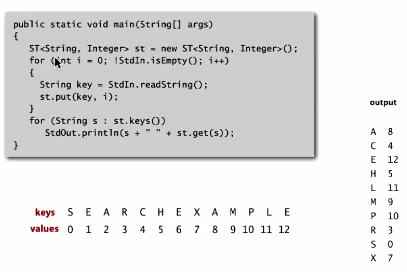 public static void main(String[] args)
{
ST<String, Integer> st = new ST<String, Integer>();
for (int i = 0; !StdIn.isEmpty(); i++)
{
String key = StdIn.readString();
st.put(key, i);
}
for (String s : st.keys())
StdOut.println(s + " " + st.get(s));
}
keys S E A R C H E X A M P L E
values 0 1 2 3 4 5 6 7 8 9 10 11 12
output
A 8
C 4
E 12
H 5
L 11
M 9
P 10
R 3
S 0
X 7